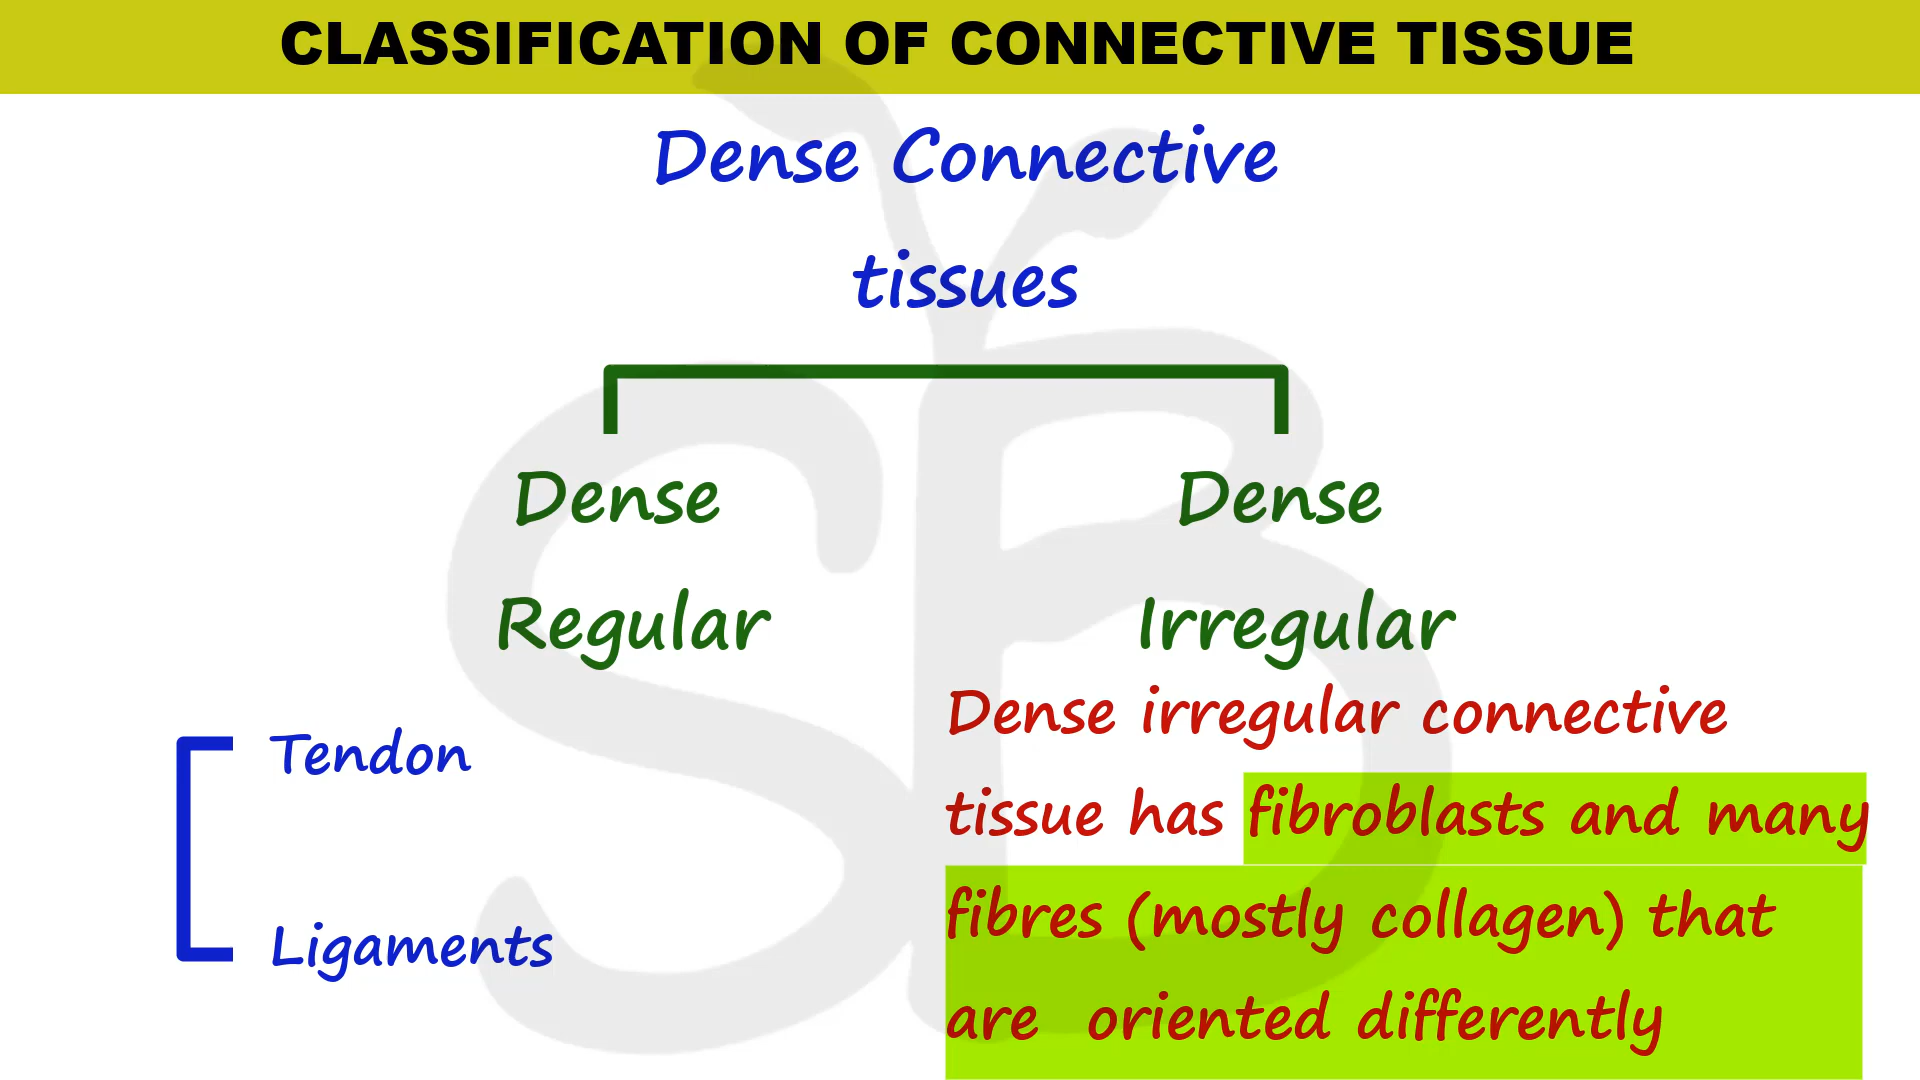 CLASSIFICATION OF CONNECTIVE TISSUE
Dense Connective
tissues
Dense
Regular
Tendon
Ligaments
Dense
Irregular
Dense irregular connective
tissue has fibroblasts and many
fibres (mostly collagen) that
are oriented differently
SB